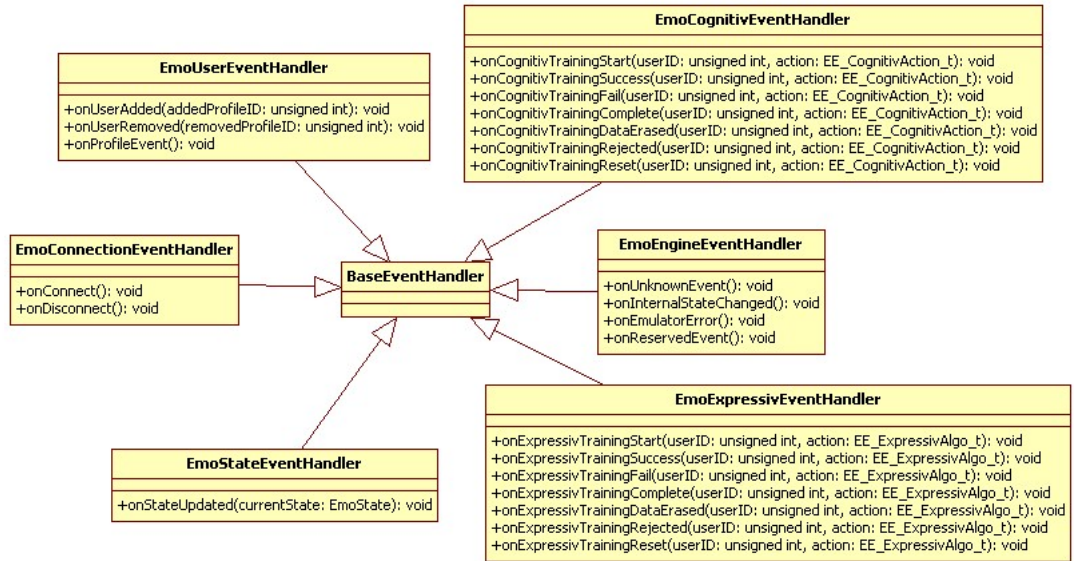 EmoCognitivEventHandler
+onCognitivTrainingStart(userID: unsigned int, action: EE_CognitivAction_t): void
+onCognitivTrainingSuccess(userID: unsigned int, action: EE_CognitivAction_t): void
+onCognitivTrainingFail(userID: unsigned int, action: EE_CognitivAction_t): void
+onCognitivTrainingComplete(userID: unsigned int, action: EE_CognitivAction_t): void
+onCognitivTrainingDataErased(userID: unsigned int, action: EE_CognitivAction_t): void
+onCognitivTrainingRejected(userID: unsigned int, action: EE_CognitivAction_t): void
+onCognitivTrainingReset(userID: unsigned int, action: EE_CognitivAction_t): void
EmoUserEventHandler
+onUserAdded(addedProfileID: unsigned int): void
+onUserRemoved(removedProfileID: unsigned int): void
+onProfileEvent(): void
EmoConnectionEventHandler
+onConnect(): void
+onDisconnect(): void
BaseEventHandler
EmoEngineEventHandler
+onUnknownEvent(): void
+onInternalStateChanged(): void
+onEmulatorError(): void
+onReservedEvent(): void
EmoStateEventHandler
+onStateUpdated(currentState: EmoState): void
EmoExpressivEventHandler
+onExpressivTrainingStart(userID: unsigned int, action: EE_ExpressivAlgo_t): void
+onExpressivTrainingSuccess(userID: unsigned int, action: EE_ExpressivAlgo_t): void
+onExpressivTrainingFail(userID: unsigned int, action: EE_ExpressivAlgo_t): void
+onExpressivTrainingComplete(userID: unsigned int, action: EE_ExpressivAlgo_t): void
+onExpressivTrainingDataErased(userID: unsigned int, action: EE_ExpressivAlgo_t): void
+onExpressivTrainingRejected(userID: unsigned int, action: EE_ExpressivAlgo_t): void
+onExpressivTrainingReset(userID: unsigned int, action: EE_ExpressivAlgo_t): void